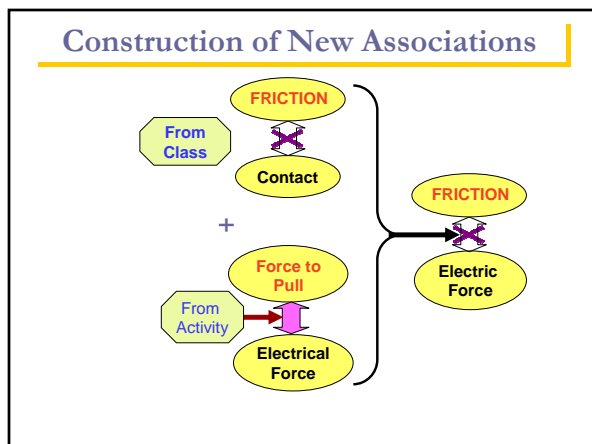 Construction of New Associations
FRICTION
From
Class
Contact
+
Force to
Pull
From
Activity
Electrical
Force
FRICTION
Electric
Force